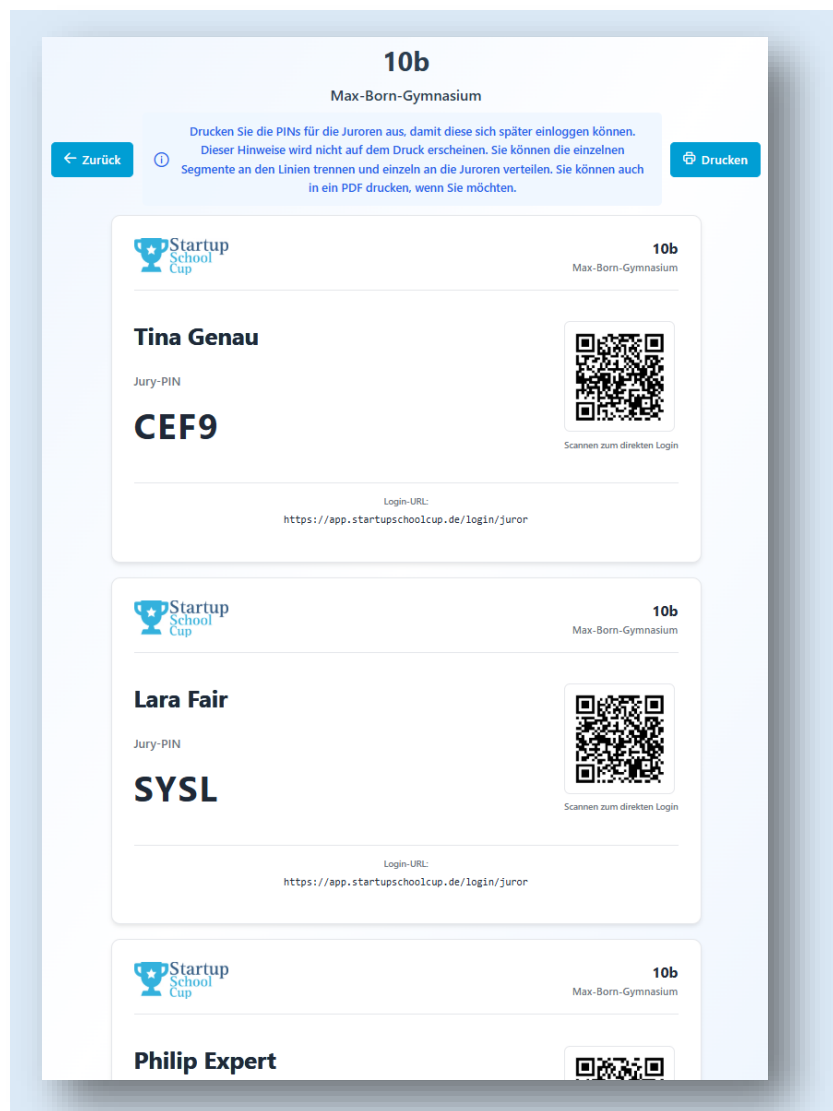 10b
Max-Born-Gymnasium
← Zurück
Drucken Sie die PINs für die Juroren aus, damit diese sich später einloggen können.
Dieser Hinweise wird nicht auf dem Druck erscheinen. Sie können die einzelnen
Segmente an den Linien trennen und einzeln an die Juroren verteilen. Sie können auch
in ein PDF drucken, wenn Sie möchten.
Drucken
Startup
School
Cup
10b
Max-Born-Gymnasium
Tina Genau
Jury-PIN
CEF9
Scannen zum direkten Login
Login-URL:
https://app.startupschoolcup.de/login/juror
Startup
School
Cup
10b
Max-Born-Gymnasium
Lara Fair
Jury-PIN
SYSL
Scannen zum direkten Login
Login-URL:
https://app.startupschoolcup.de/login/juror
Startup
School
Cup
10b
Max-Born-Gymnasium
Philip Expert